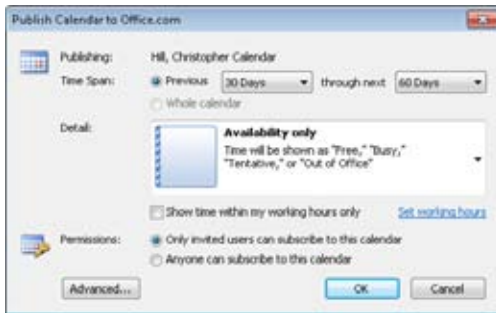 Publish Calendar to Office.com
Publishing: Hill, Christopher Calendar
Time Span: Previous 30 Days through next 60 Days
Whole calendar
Detail: Availability only
Time will be shown as "Free," "Busy,"
"Tentative," or "Out of Office"
Show time within my working hours only Set working hours
Permissions: Only invited users can subscribe to this calendar
Anyone can subscribe to this calendar
Advanced... OK Cancel